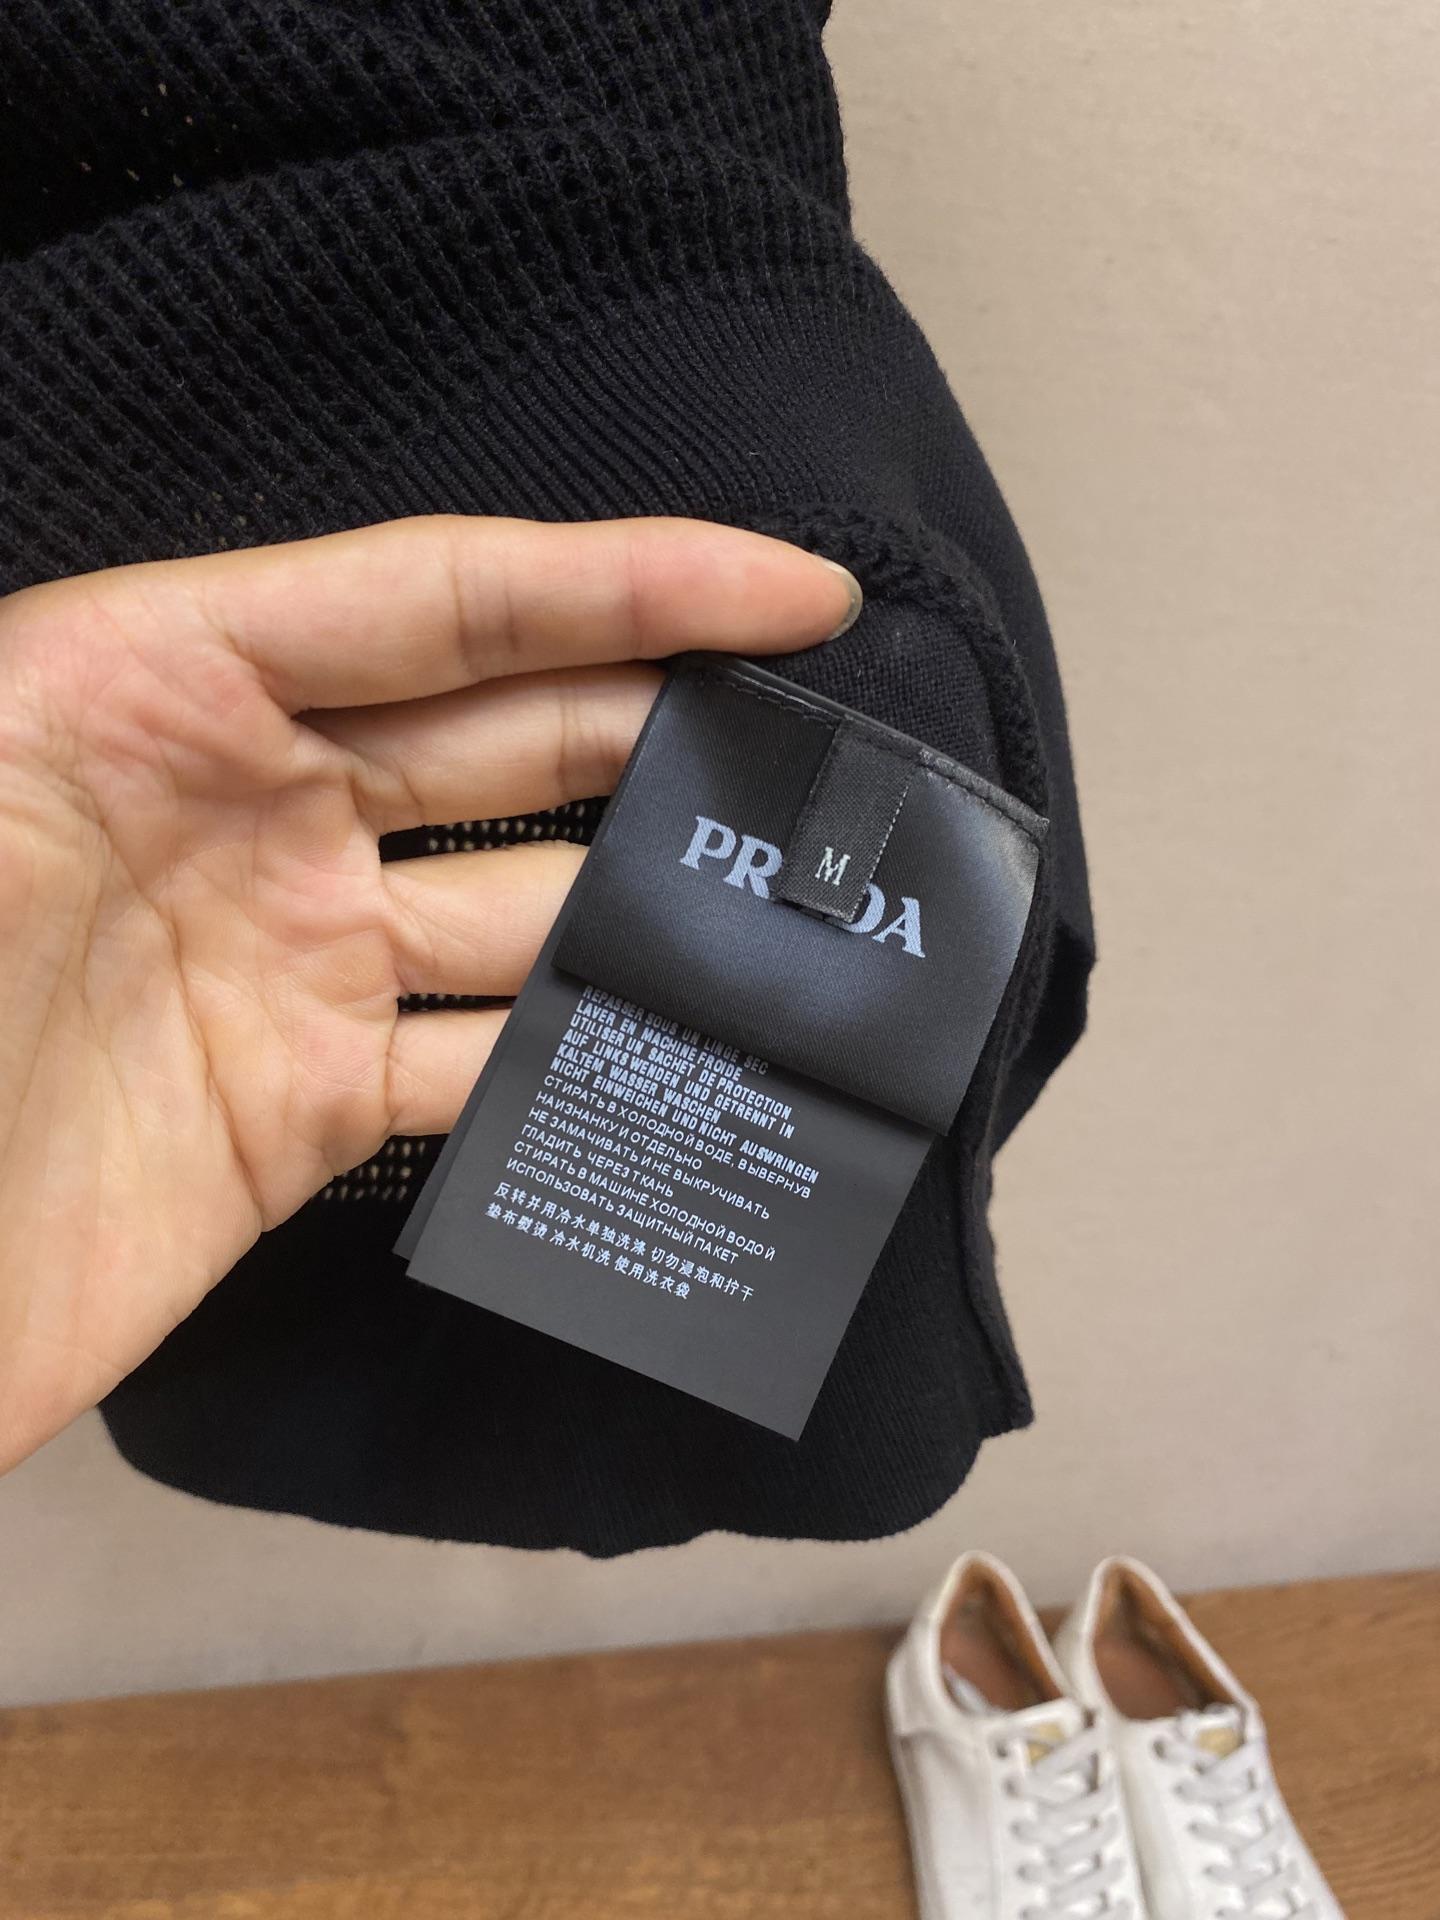 PR DA
M
REPASSER SOUS UN LINGE SEC
LAVER EN MACHINE FROIDE
UTILISER UN SACHET DE PROTECTION
AUF LINKS WENDEN UND GETRENNT IN
KALTEM WASSER WASCHEN
NICHT EINWEICHEN UND NICHT AUSWRINGEN
СТИРАТЬ В ХОЛОДНОЙ ВОДЕ, ВЫВЕРНУВ
НАИЗНАНКУ И ОТДЕЛЬНО
НЕ ЗАМАЧИВАТЬ И НЕ ВЫКРУЧИВАТЬ
ГЛАДИТЬ ЧЕРЕЗ ТКАНЬ
СТИРАТЬ В МАШИНЕ ХОЛОДНОЙ ВОДОЙ
ИСПОЛЬЗОВАТЬ ЗАЩИТНЫЙ ПАКЕТ
反转并用冷水单独洗涤 切勿浸泡和拧干
垫布熨烫 冷水机洗 使用洗衣袋